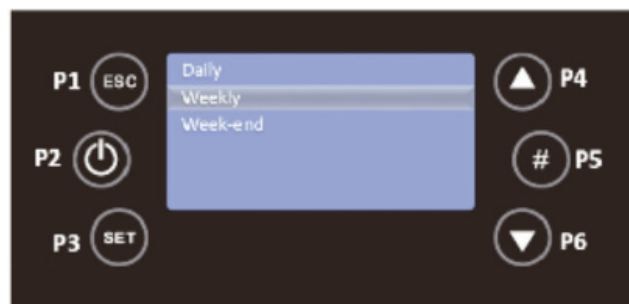 P1 ESC
Daily
Weekly
Week-end
P2
P3 SET
P4
# P5
P6